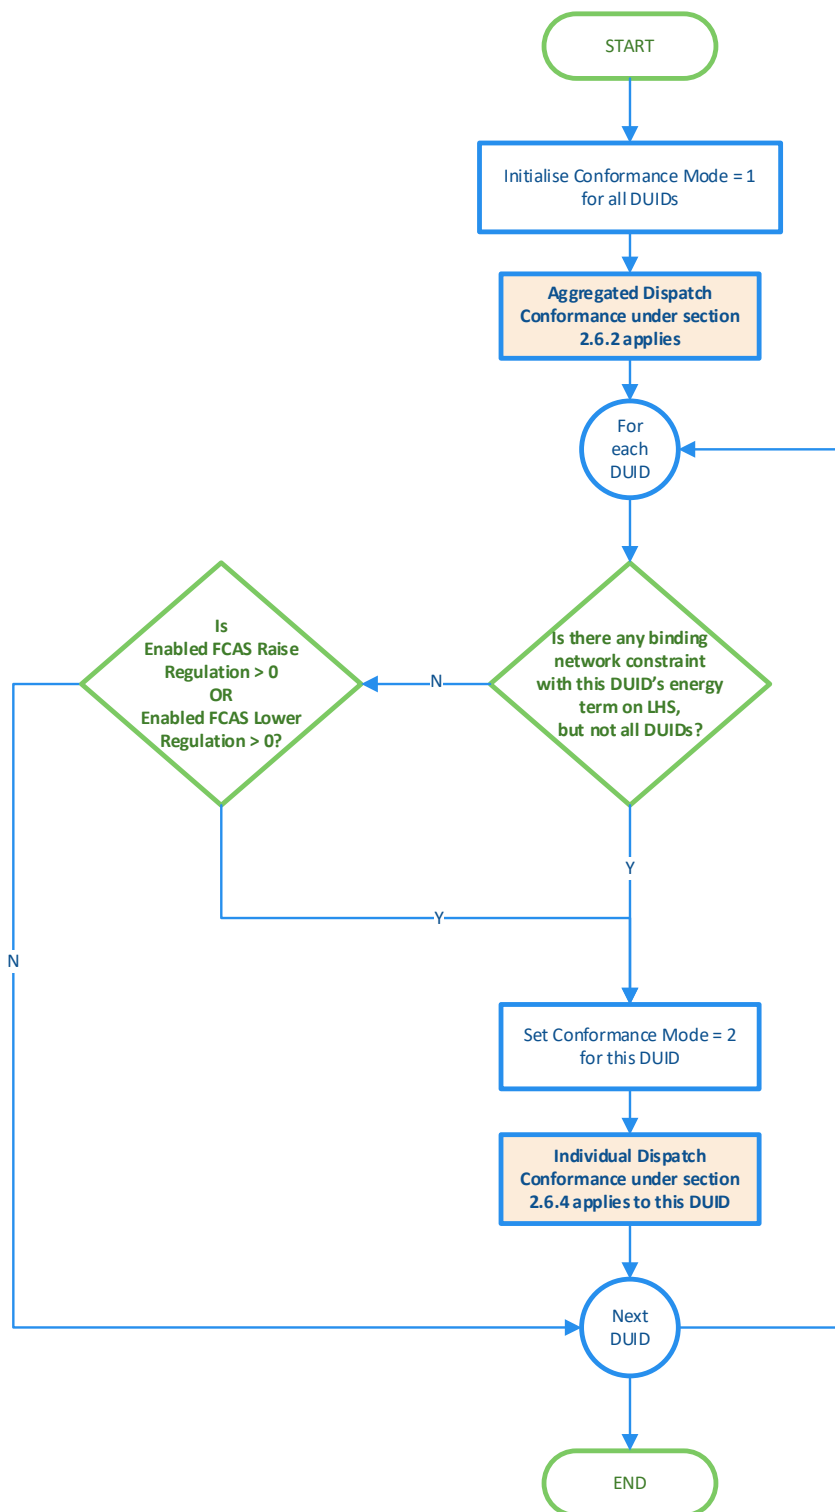 START
Initialise Conformance Mode = 1
for all DUIDs
Aggregated Dispatch
Conformance under section
2.6.2 applies
For
each
DUID
Is there any binding
network constraint
with this DUID's energy
term on LHS,
but not all DUIDs?
N
Is
Enabled FCAS Raise
Regulation > 0
OR
Enabled FCAS Lower
Regulation > 0?
Y
Y
N
Set Conformance Mode = 2
for this DUID
Individual Dispatch
Conformance under section
2.6.4 applies to this DUID
Next
DUID
END